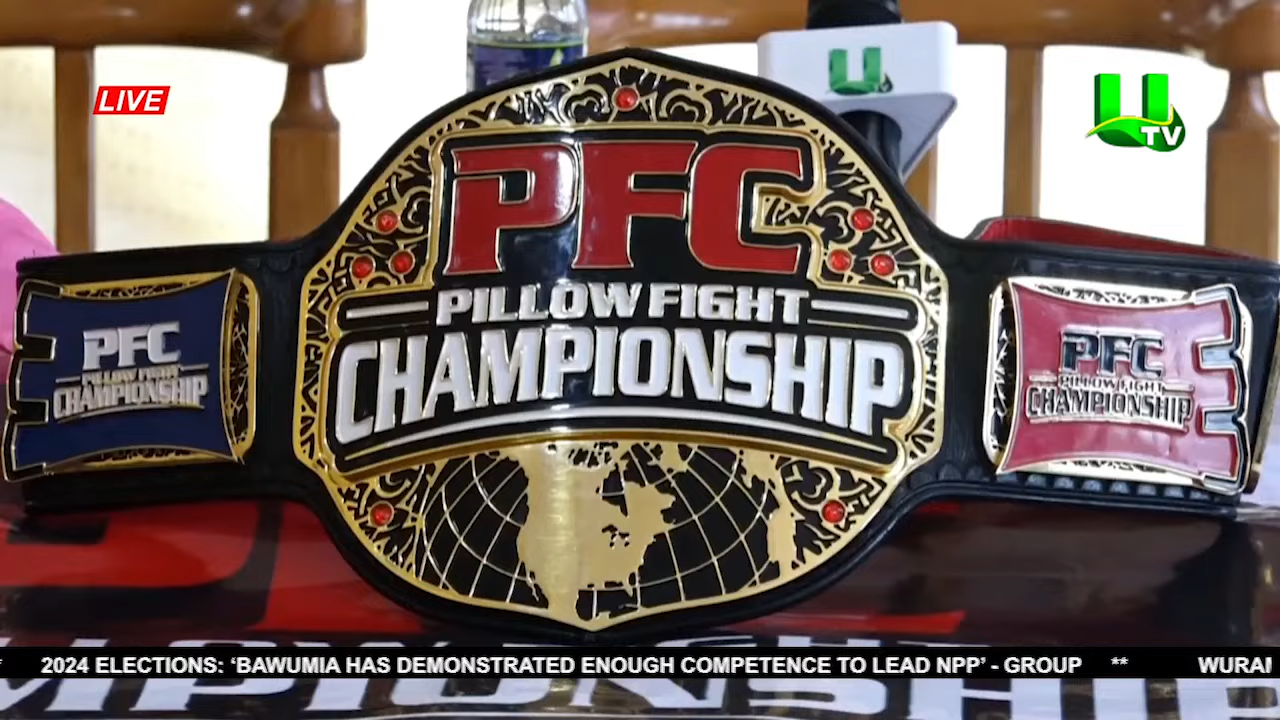 LIVE
U
U
TV
PFC
PILLOW FIGHT
CHAMPIONSHIP
PFC
PILLOW FIGHT
CHAMPIONSHIP
PFC
PILLOW FIGHT
CHAMPIONSHIP
2024 ELECTIONS: ‘BAWUMIA HAS DEMONSTRATED ENOUGH COMPETENCE TO LEAD NPP’ - GROUP ** WURAI